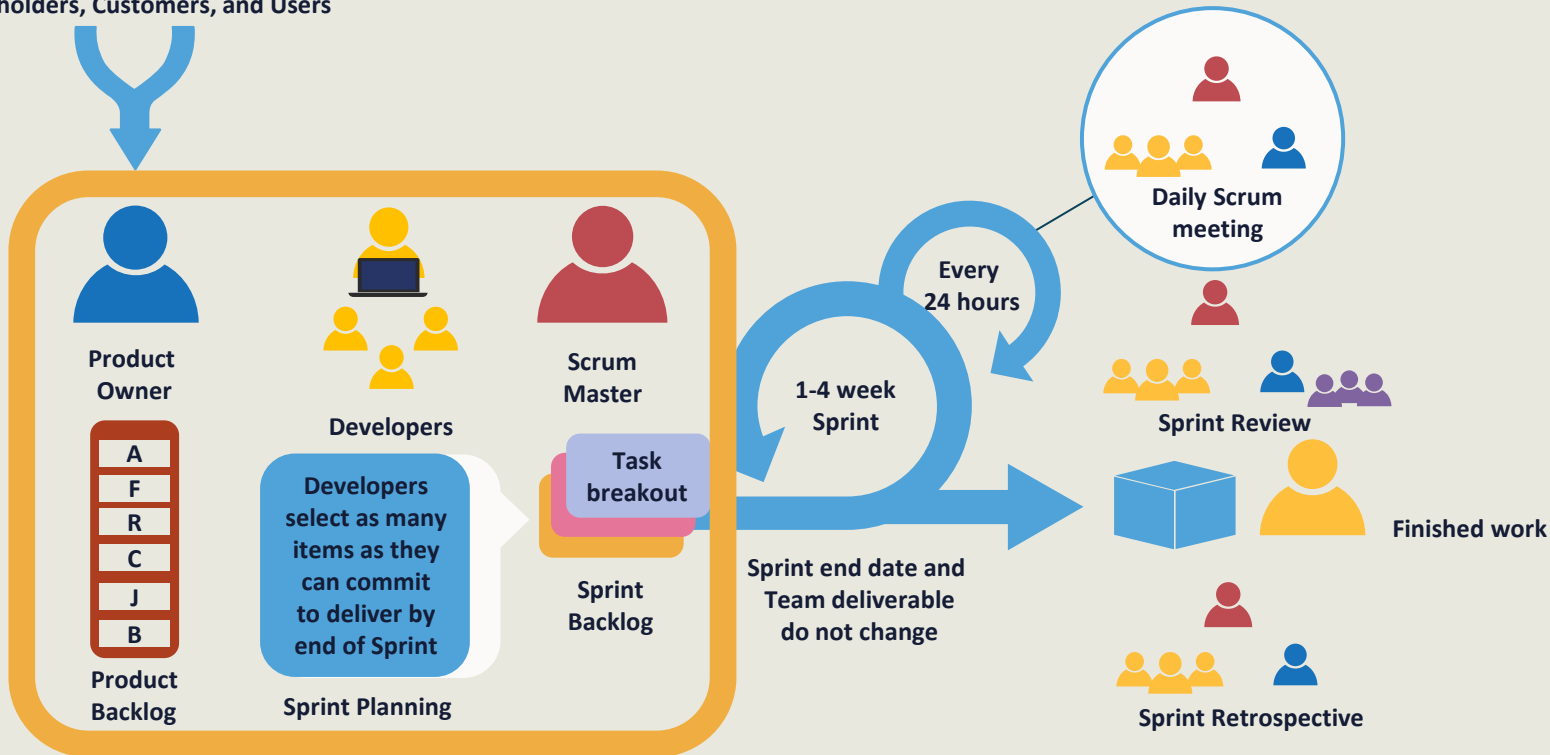 holders, Customers, and Users
Product
Owner
A
F
R
C
J
B
Product
Backlog
Developers
Developers
select as many
items as they
can commit
to deliver by
end of Sprint
Sprint Planning
Scrum
Master
Task
breakout
Sprint
Backlog
1-4 week
Sprint
Every
24 hours
Sprint end date and
Team deliverable
do not change
Daily Scrum
meeting
Sprint Review
Finished work
Sprint Retrospective